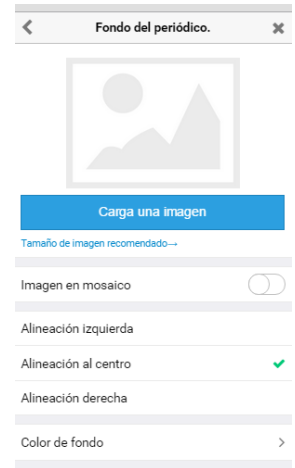 Fondo del periódico.
Carga una imagen
Tamaño de imagen recomendado→
Imagen en mosaico
Alineación izquierda
Alineación al centro
Alineación derecha
Color de fondo